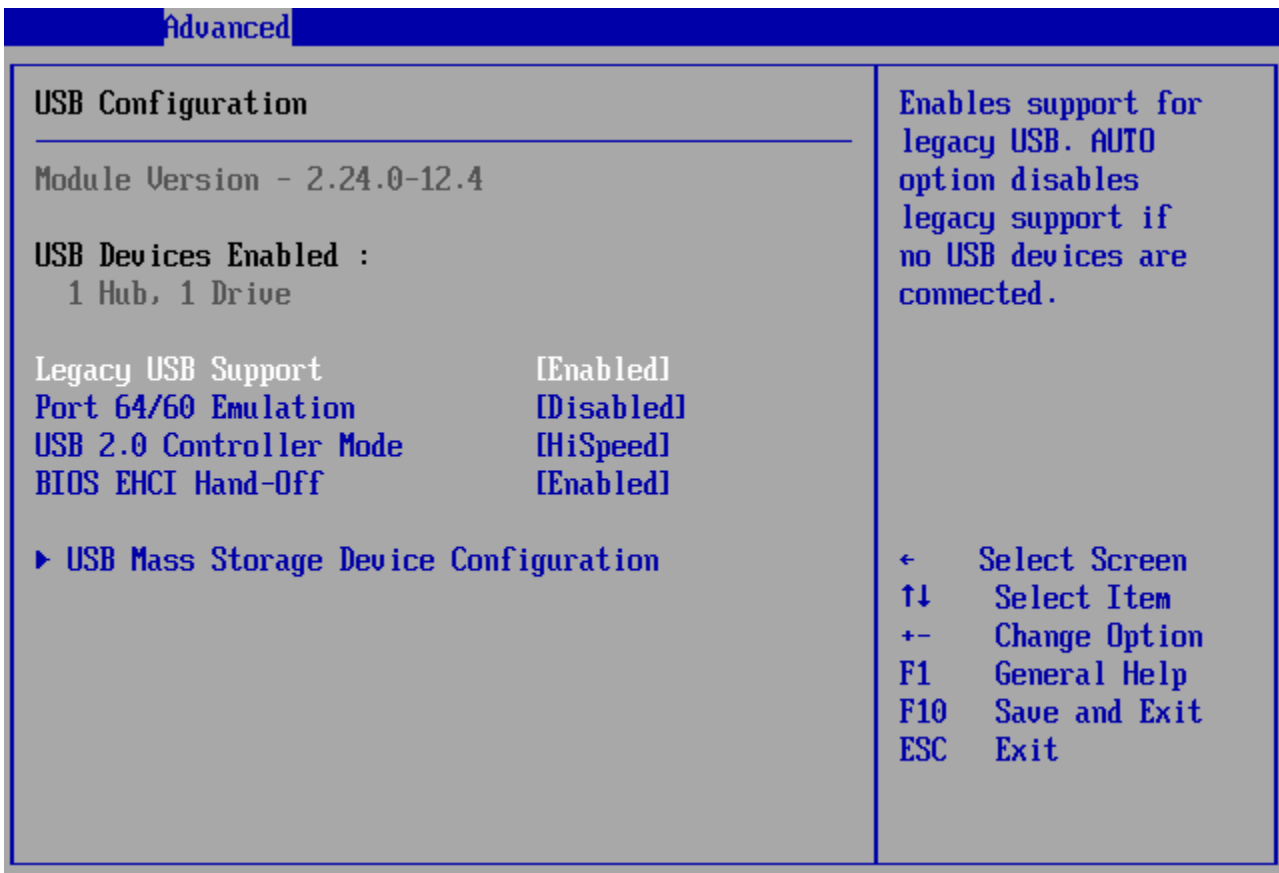 Advanced
USB Configuration
Module Version - 2.24.0-12.4
USB Devices Enabled :
1 Hub, 1 Drive
Legacy USB Support [Enabled]
Port 64/60 Emulation [Disabled]
USB 2.0 Controller Mode [HiSpeed]
BIOS EHCI Hand-Off [Enabled]
▶ USB Mass Storage Device Configuration
Enables support for
legacy USB. AUTO
option disables
legacy support if
no USB devices are
connected.
← Select Screen
↑↓ Select Item
+- Change Option
F1 General Help
F10 Save and Exit
ESC Exit